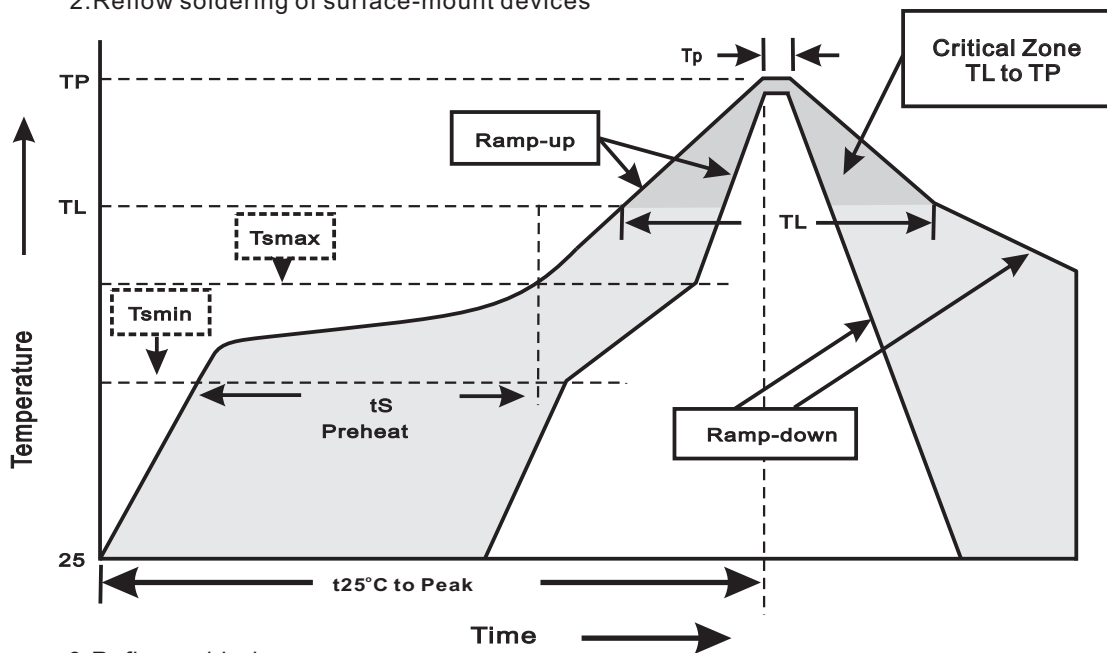 2.Reflow soldering of surface-mount devices
Tp
Critical Zone
TL to TP
TP
Ramp-up
TL
TL
Tsmax
Tsmin
Temperature
tS
Preheat
Ramp-down
25
t25°C to Peak
Time